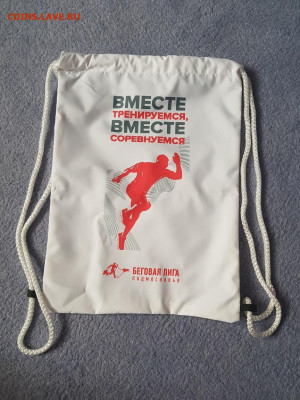 COINS.LAVE.RU
ВМЕСТЕ
ТРЕНИРУЕМСЯ,
ВМЕСТЕ
СОРЕВНУЕМСЯ
БЕГОВАЯ ЛИГА
ПОДМОСКОВЬЯ